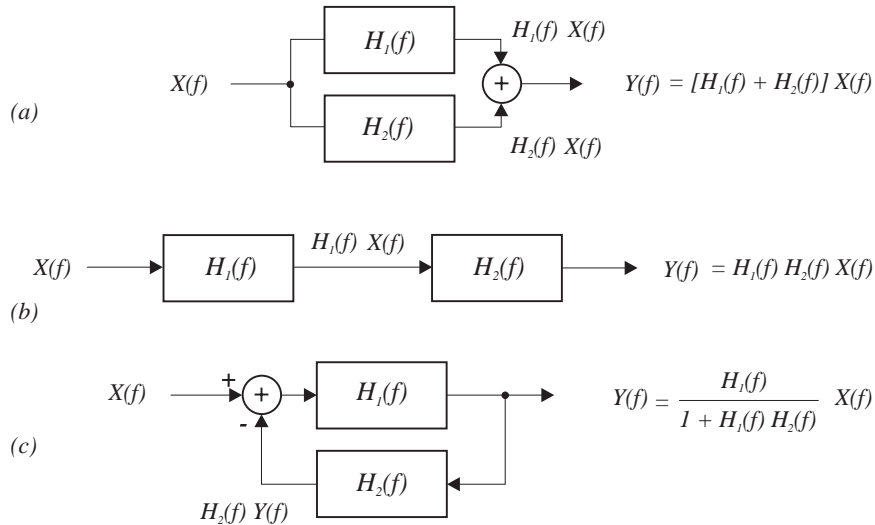 H₁(f)
H₁(f) X(f)
X(f)
+
Y(f) = [H₁(f) + H₂(f)] X(f)
(a)
H₂(f)
H₂(f) X(f)
X(f)
H₁(f)
H₁(f) X(f)
H₂(f)
Y(f) = H₁(f) H₂(f) X(f)
(b)
X(f)
+
+
-
H₁(f)
Y(f) = H₁(f) / 1 + H₁(f) H₂(f) X(f)
(c)
H₂(f)
H₂(f) Y(f)